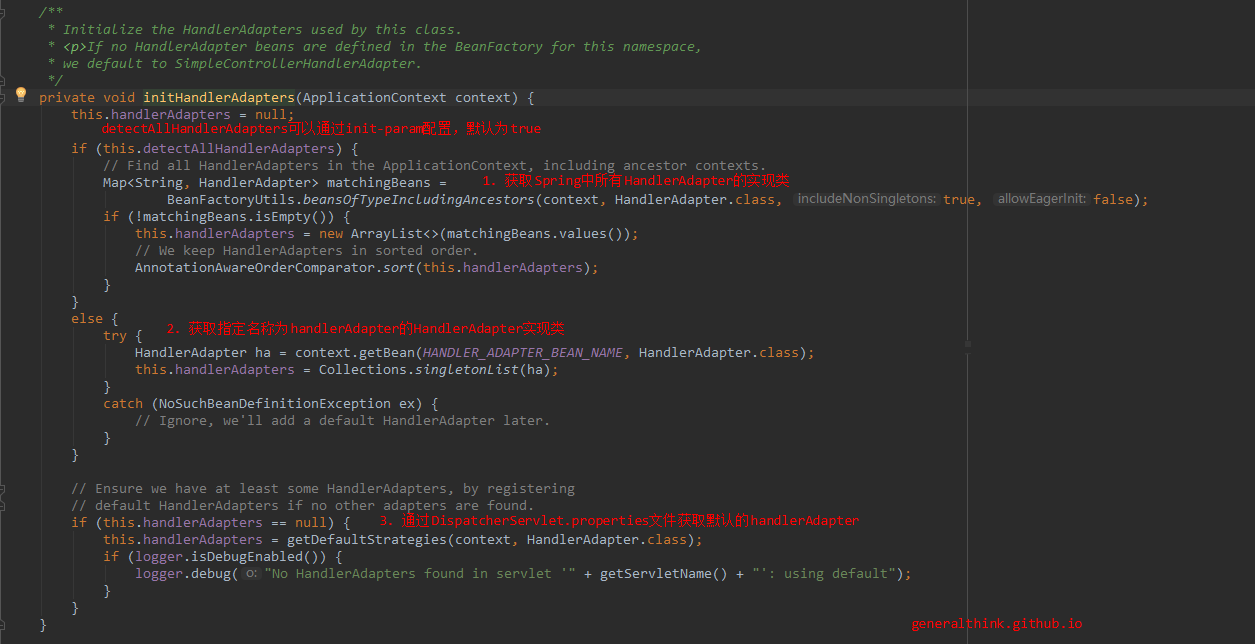 /**
* Initialize the HandlerAdapters used by this class.
* <p>If no HandlerAdapter beans are defined in the BeanFactory for this namespace,
* we default to SimpleControllerHandlerAdapter.
*/
private void initHandlerAdapters(ApplicationContext context) {
this.handlerAdapters = null;
detectAllHandlerAdapters可以通过init-param配置，默认为true
if (this.detectAllHandlerAdapters) {
// Find all HandlerAdapters in the ApplicationContext, including ancestor contexts.
Map<String, HandlerAdapter> matchingBeans = 1. 获取Spring中所有HandlerAdapter的实现类
BeanFactoryUtils.beansOfTypeIncludingAncestors(context, HandlerAdapter.class, includeNonSingletons: true, allowEagerInit: false);
if (!matchingBeans.isEmpty()) {
this.handlerAdapters = new ArrayList<>(matchingBeans.values());
// We keep HandlerAdapters in sorted order.
AnnotationAwareOrderComparator.sort(this.handlerAdapters);
}
}
else {
2. 获取指定名称为handlerAdapter的HandlerAdapter实现类
try {
HandlerAdapter ha = context.getBean(HANDLER_ADAPTER_BEAN_NAME, HandlerAdapter.class);
this.handlerAdapters = Collections.singletonList(ha);
}
catch (NoSuchBeanDefinitionException ex) {
// Ignore, we'll add a default HandlerAdapter later.
}
}
// Ensure we have at least some HandlerAdapters, by registering
// default HandlerAdapters if no other adapters are found.
if (this.handlerAdapters == null) { 3. 通过DispatcherServlet.properties文件获取默认的handlerAdapter
this.handlerAdapters = getDefaultStrategies(context, HandlerAdapter.class);
if (logger.isDebugEnabled()) {
logger.debug( o: "No HandlerAdapters found in servlet '" + getServletName() + "': using default");
}
}
}
generalthink.github.io